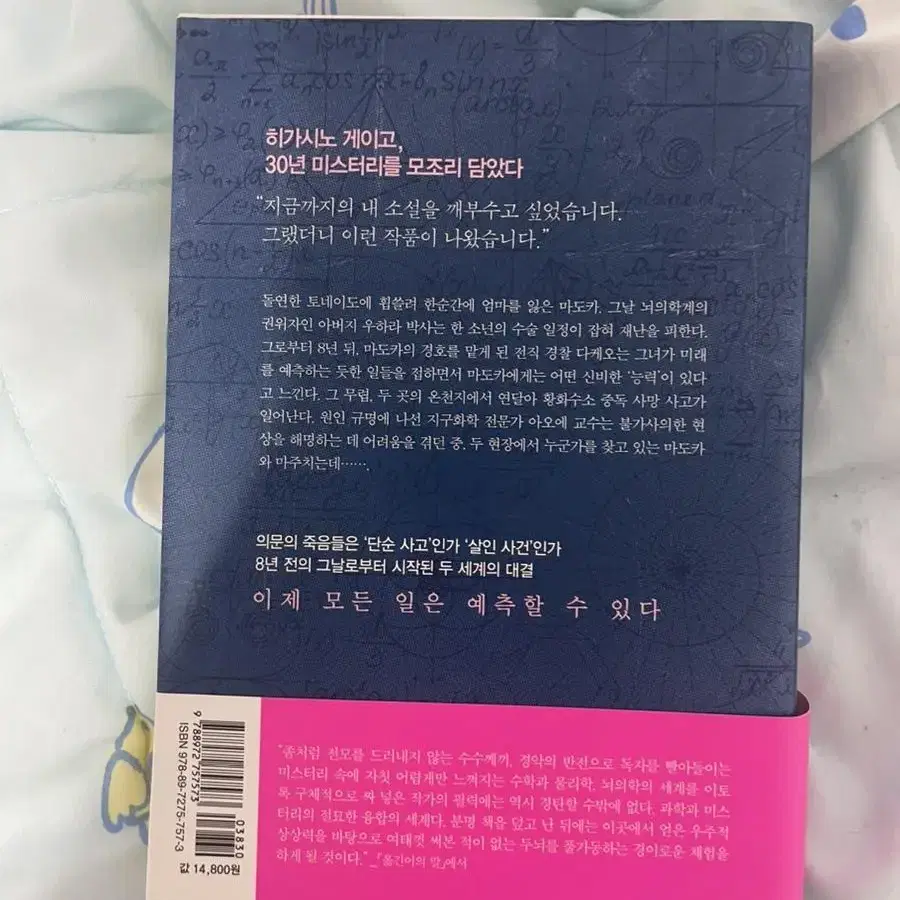 히가시노 게이고,
30년 미스터리를 모조리 담았다
“지금까지의 내 소설을 깨부수고 싶었습니다.
그랬더니 이런 작품이 나왔습니다.”
돌연한 토네이도에 휩쓸려 한순간에 엄마를 잃은 마도카. 그날 뇌의학계의
권위자인 아버지 우하라 박사는 한 소년의 수술 일정이 잡혀 재난을 피한다.
그로부터 8년 뒤, 마도카의 경호를 맡게 된 전직 경찰 다케오는 그녀가 미래
를 예측하는 듯한 일들을 접하면서 마도카에게는 어떤 신비한 ‘능력’이 있다
고 느낀다. 그 무렵, 두 곳의 온천지에서 연달아 황화수소 중독 사망 사고가
일어난다. 원인 규명에 나선 지구화학 전문가 아오에 교수는 불가사의한 현
상을 해명하는 데 어려움을 겪던 중, 두 현장에서 누군가를 찾고 있는 마도카
와 마주치는데…….
의문의 죽음들은 ‘단순 사고’인가 ‘살인 사건’인가
8년 전의 그날로부터 시작된 두 세계의 대결
이제 모든 일은 예측할 수 있다
“좀처럼 전모를 드러내지 않는 수수께끼, 경악의 반전으로 독자를 빨아들이는
미스터리 속에 자칫 어렵게만 느껴지는 수학과 물리학, 뇌의학의 세계를 이토
록 구체적으로 싸 넣은 작가의 필력에는 역시 경탄할 수밖에 없다. 과학과 미스
터리의 절묘한 융합의 세계다. 분명 책을 덮고 난 뒤에는 이곳에서 얻은 우주적
상상력을 바탕으로 여태껏 써본 적이 없는 두뇌를 풀가동하는 경이로운 체험을
하게 될 것이다.”_「옮긴이의 말」에서
9 788972 757573
ISBN 978-89-7275-757-3
03830
값 14,800원